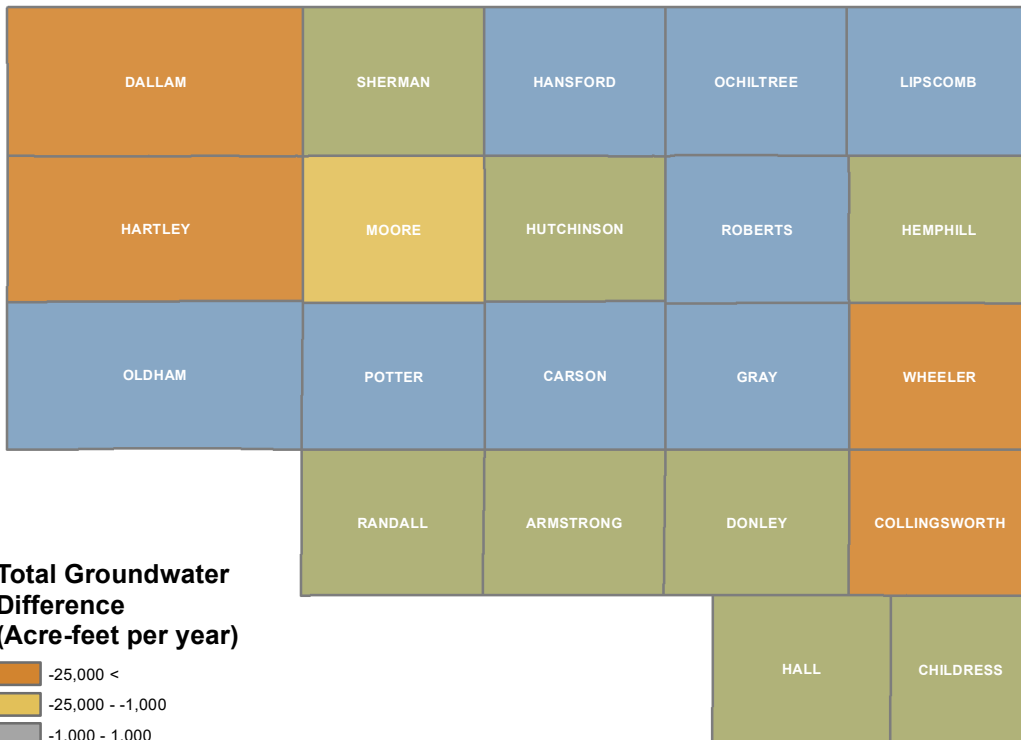 DALLAM SHERMAN HANSFORD OCHILTREE LIPSCOMB
HARTLEY MOORE HUTCHINSON ROBERTS HEMPHILL
OLDHAM POTTER CARSON GRAY WHEELER
RANDALL ARMSTRONG DONLEY COLLINGSWORTH
Total Groundwater
Difference
(Acre-feet per year)
HALL CHILDRESS
-25,000 <
-25,000 - -1,000
-1,000 - 1,000